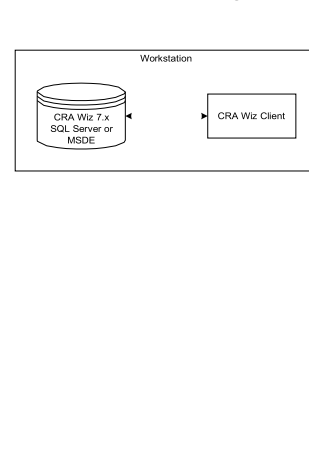 Workstation
CRA Wiz 7.x
SQL Server or
MSDE
CRA Wiz Client